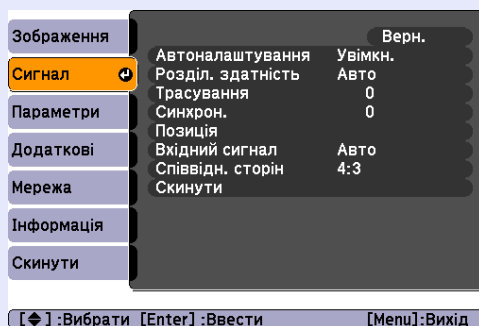 Зображення
Сигнал
Параметри
Додаткові
Мережа
Інформація
Скинути
Верн.
Автоналаштування Увімкн.
Розділ. здатність Авто
Трасування 0
Синхрон. 0
Позиція
Вхідний сигнал Авто
Співвідн. сторін 4:3
Скинути
[◆] :Вибрати [Enter] :Ввести [Menu]:Вихід